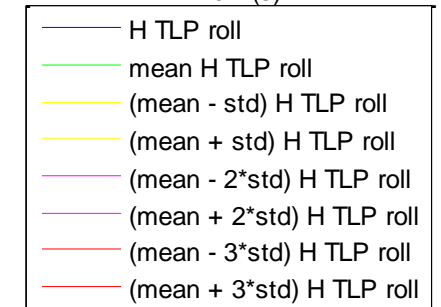 H TLP roll
mean H TLP roll
(mean - std) H TLP roll
(mean + std) H TLP roll
(mean - 2*std) H TLP roll
(mean + 2*std) H TLP roll
(mean - 3*std) H TLP roll
(mean + 3*std) H TLP roll